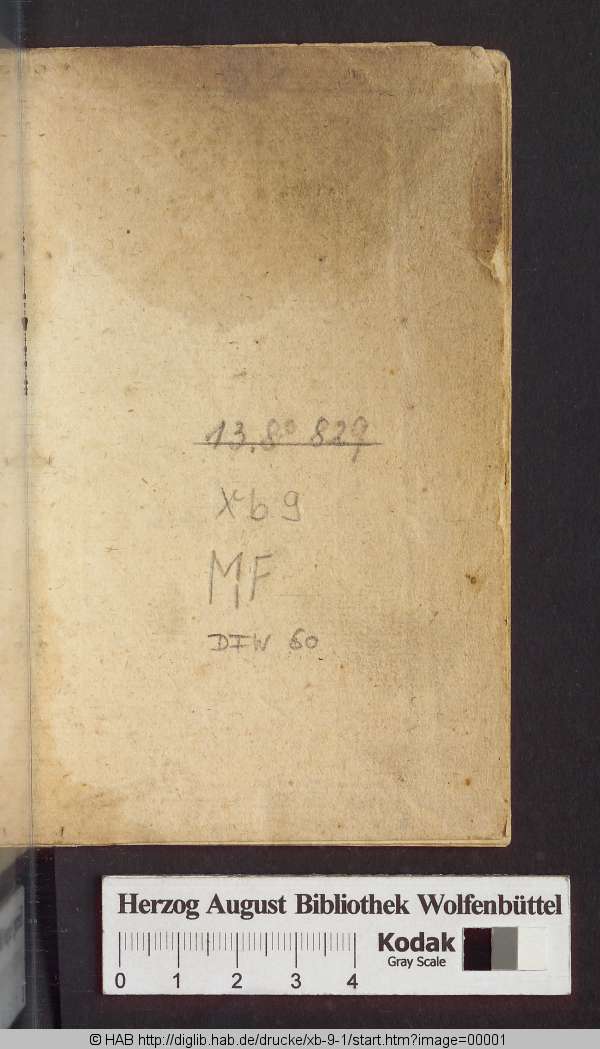 13. 8° 829
Xb 9
MF
DFW 60
Herzog August Bibliothek Wolfenbüttel
Kodak
Gray Scale
0 1 2 3 4
© HAB http://diglib.hab.de/drucke/xb-9-1/start.htm?image=00001